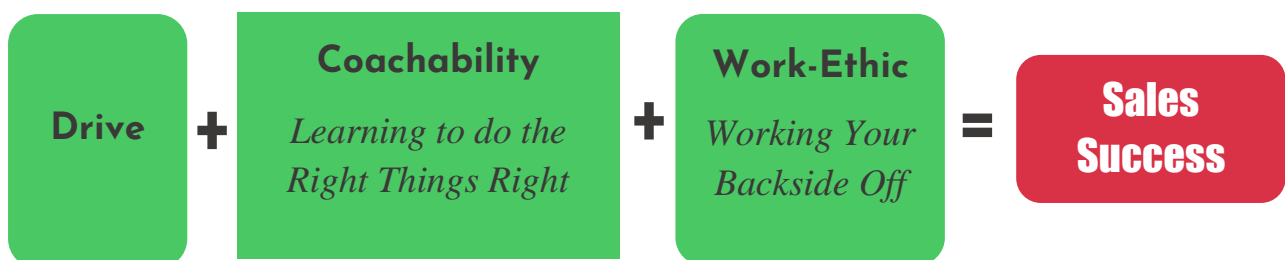 Drive
+
Coachability
Learning to do the
Right Things Right
+
Work-Ethic
Working Your
Backside Off
=
Sales
Success